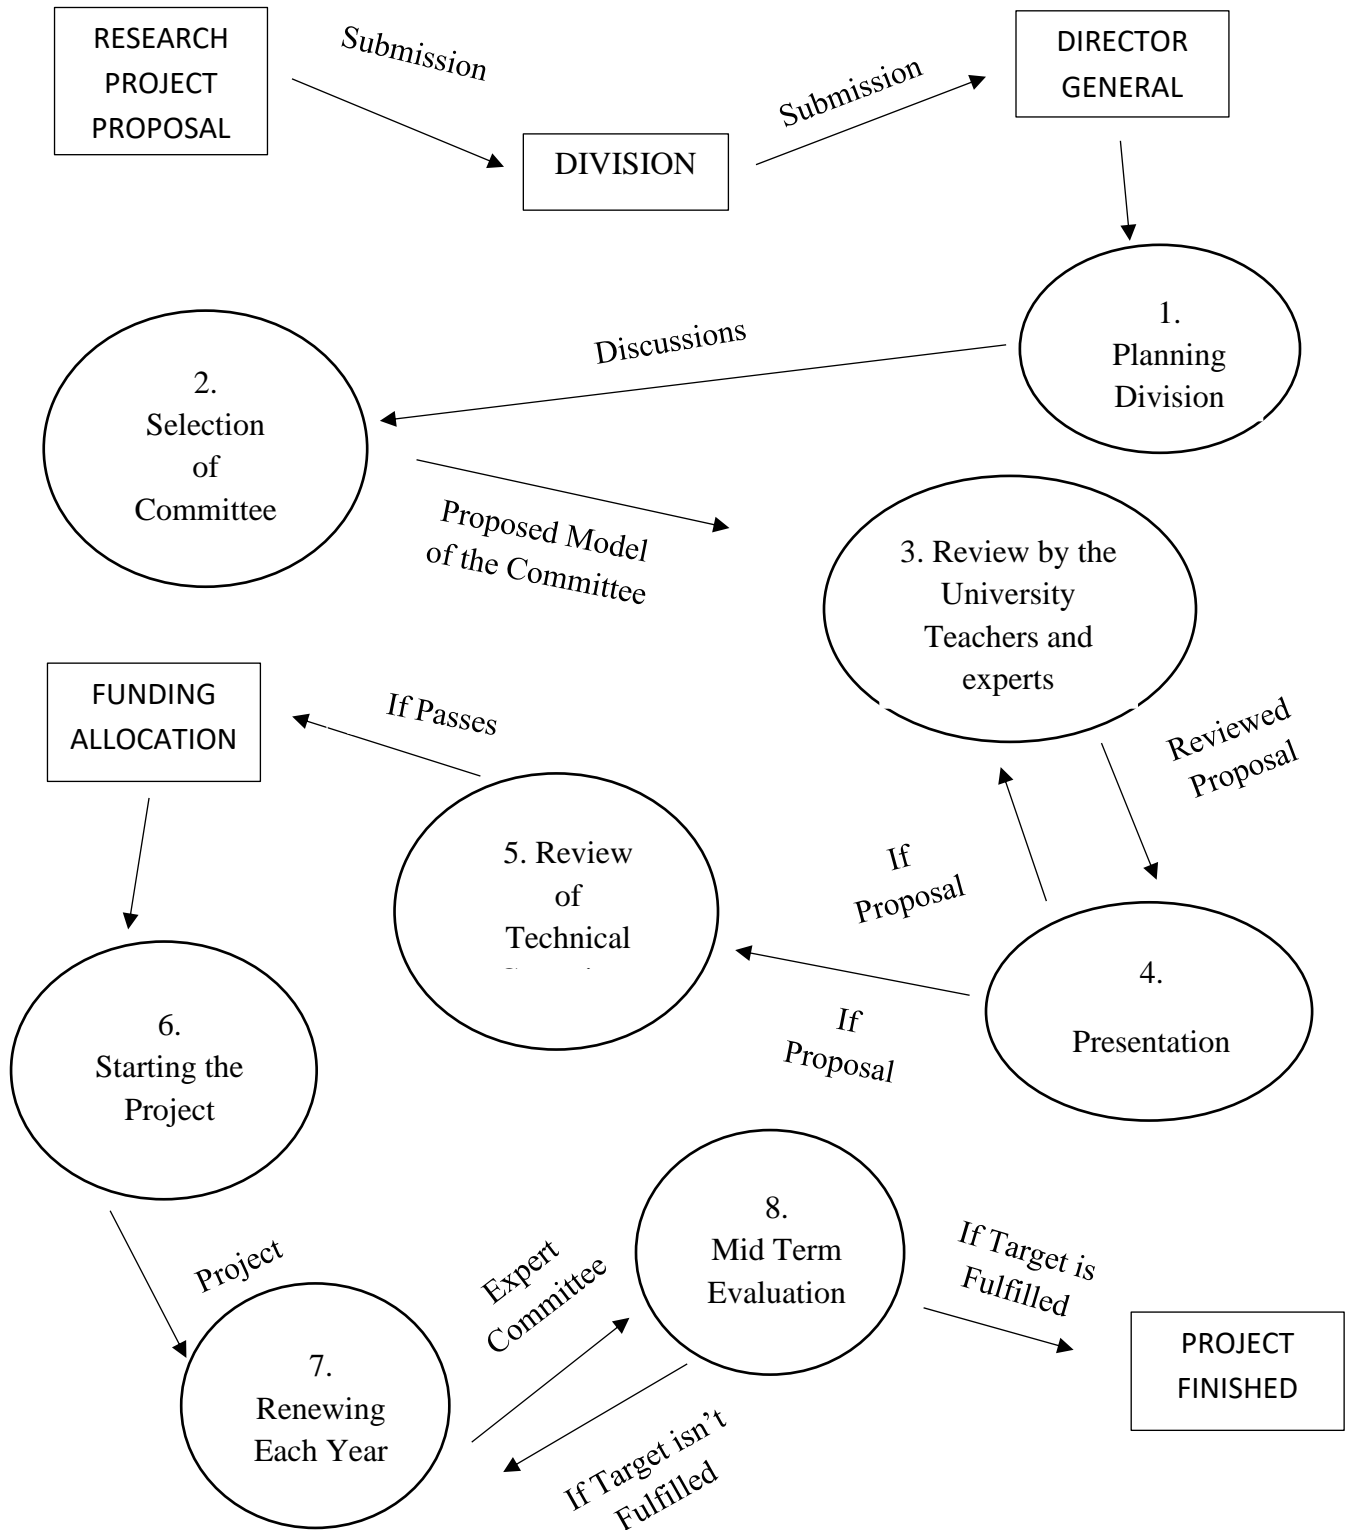 RESEARCH
PROJECT
PROPOSAL
Submission
DIVISION
Submission
DIRECTOR
GENERAL
1.
Planning
Division
Discussions
2.
Selection
of
Committee
Proposed Model
of the Committee
3. Review by the
University
Teachers and
experts
Reviewed
Proposal
4.
Presentation
If
Proposal
If
Proposal
5. Review
of
Technical
If Passes
FUNDING
ALLOCATION
6.
Starting the
Project
Project
7.
Renewing
Each Year
Expert
Committee
8.
Mid Term
Evaluation
If Target isn’t
Fulfilled
If Target is
Fulfilled
PROJECT
FINISHED